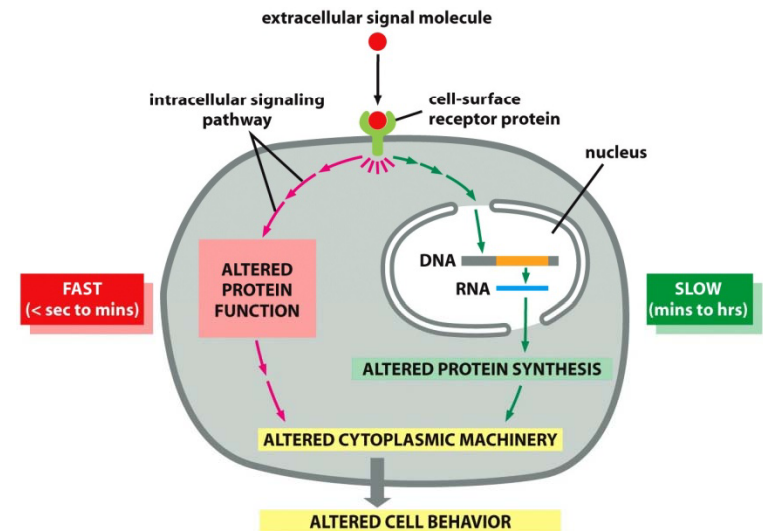 extracellular signal molecule
intracellular signaling
pathway
cell-surface
receptor protein
nucleus
DNA
RNA
ALTERED
PROTEIN
FUNCTION
FAST
(< sec to mins)
SLOW
(mins to hrs)
ALTERED PROTEIN SYNTHESIS
ALTERED CYTOPLASMIC MACHINERY
ALTERED CELL BEHAVIOR